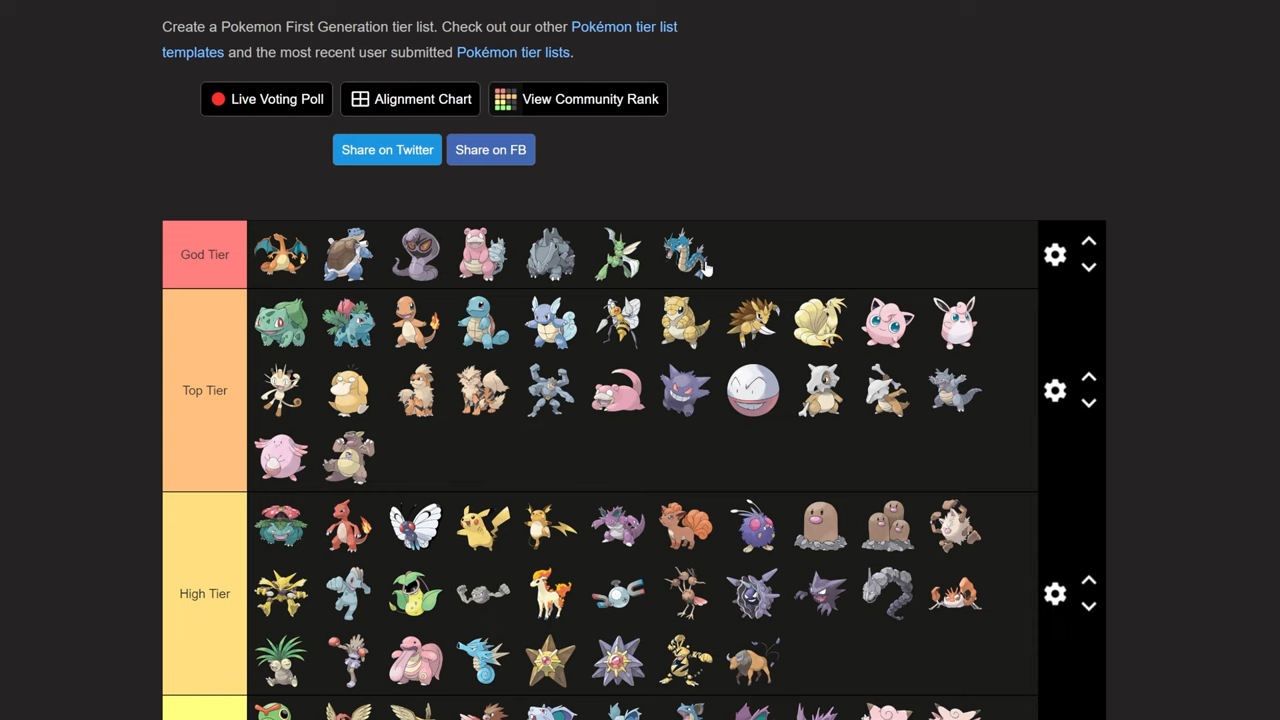 Create a Pokemon First Generation tier list. Check out our other Pokémon tier list
templates and the most recent user submitted Pokémon tier lists.
Live Voting Poll
Alignment Chart
View Community Rank
Share on Twitter
Share on FB
God Tier
Top Tier
High Tier